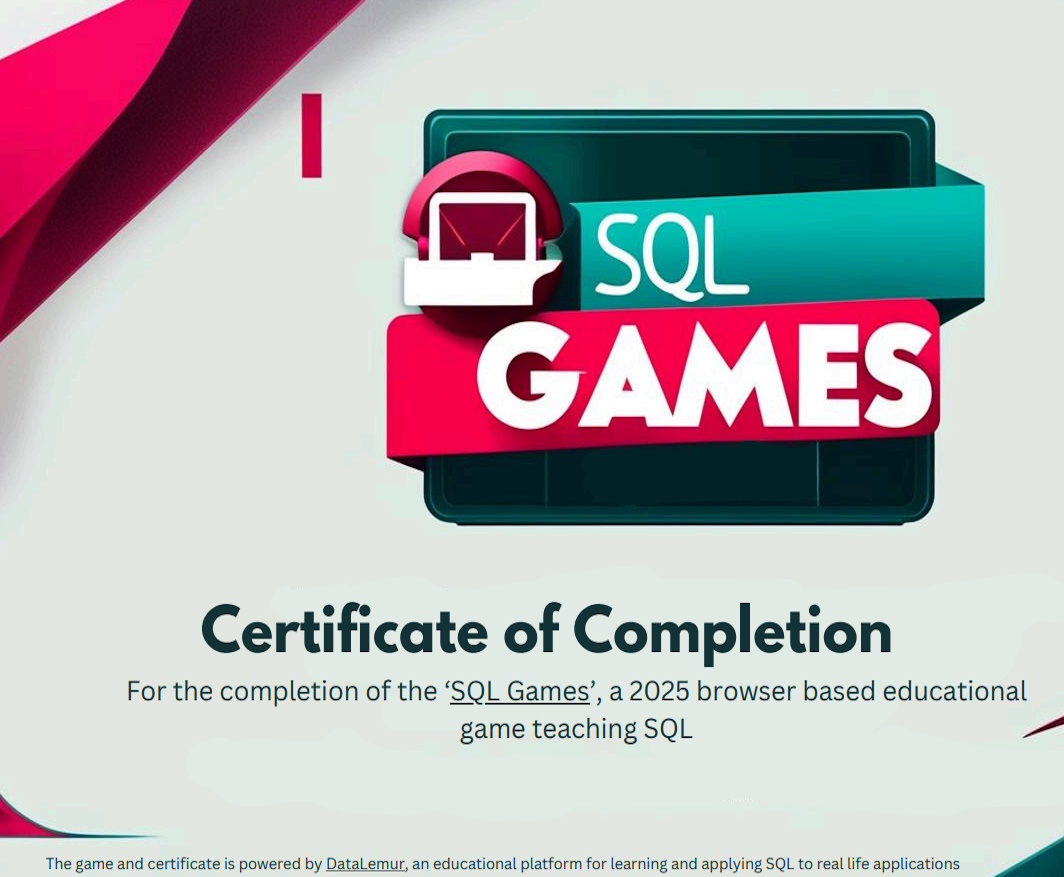 SQL
GAMES
Certificate of Completion
For the completion of the ‘SQL Games’, a 2025 browser based educational
game teaching SQL
The game and certificate is powered by DataLemur, an educational platform for learning and applying SQL to real life applications